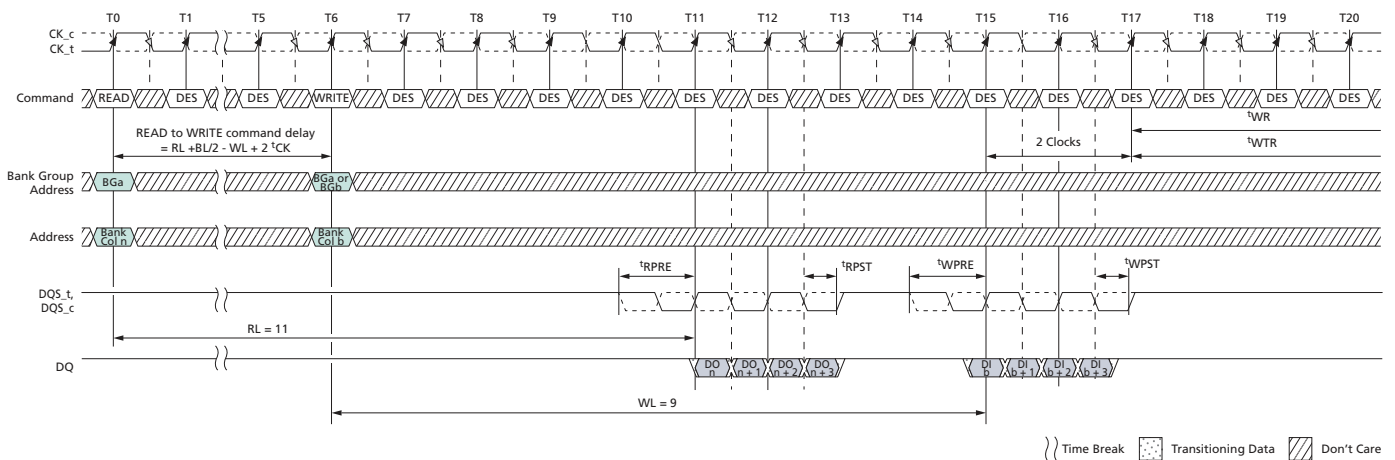 T0 T1 T5 T6 T7 T8 T9 T10 T11 T12 T13 T14 T15 T16 T17 T18 T19 T20
CK_c
CK_t
Command READ DES DES WRITE DES DES DES DES DES DES DES DES DES DES DES DES DES DES
tWR
READ to WRITE command delay
= RL +BL/2 - WL + 2 tCK
2 Clocks
tWTR
Bank Group
Address
BGa
BGa or
BGb
Address
Bank
Col n
Bank
Col b
tRPRE tRPST tWPRE tWPST
DQS_t,
DQS_c
RL = 11
DQ
DO
n
DO
n + 1
DO
n + 2
DO
n + 3
DI
b
DI
b + 1
DI
b + 2
DI
b + 3
WL = 9
Time Break Transitioning Data Don't Care